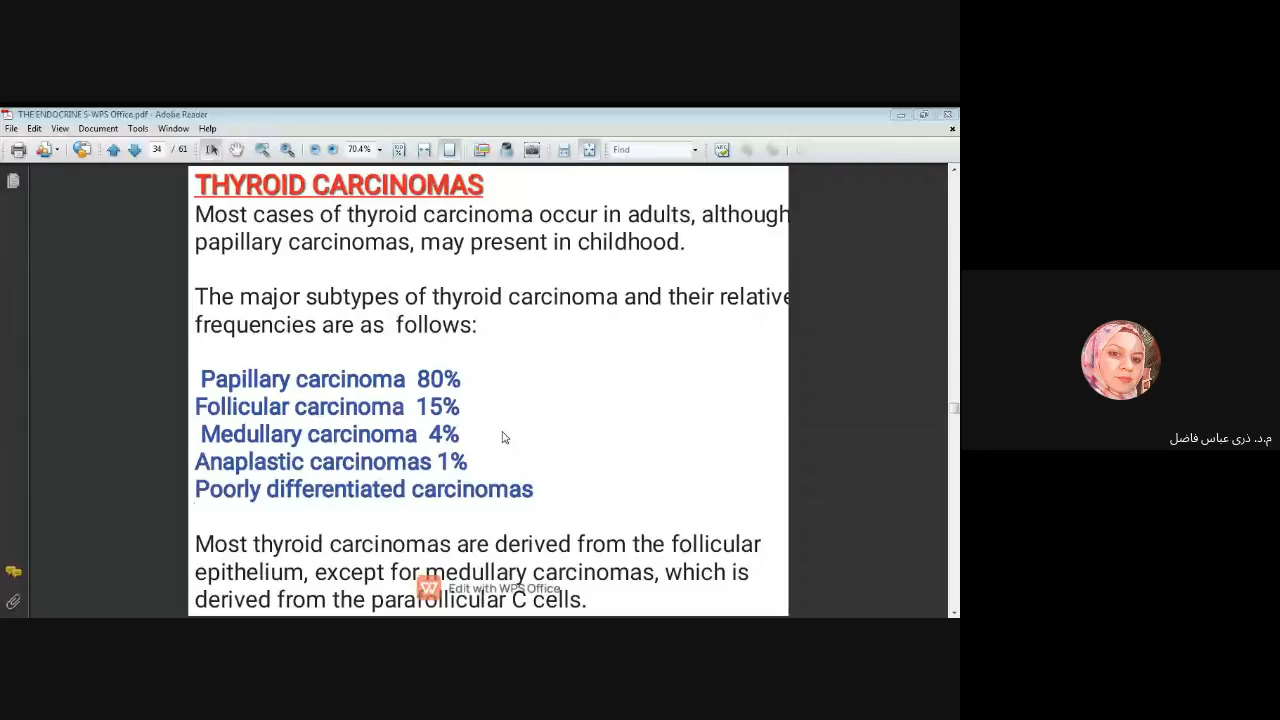 THE ENDOCRINE S-WPS Office.pdf - Adobe Reader
File Edit View Document Tools Window Help
34 / 61 70.4% Find
THYROID CARCINOMAS
Most cases of thyroid carcinoma occur in adults, although
papillary carcinomas, may present in childhood.
The major subtypes of thyroid carcinoma and their relative
frequencies are as follows:
Papillary carcinoma 80%
Follicular carcinoma 15%
Medullary carcinoma 4%
Anaplastic carcinomas 1%
Poorly differentiated carcinomas
Most thyroid carcinomas are derived from the follicular
epithelium, except for medullary carcinomas, which is
Edit with WPS Office
derived from the parafollicular C cells.
م.د. ذرى عباس فاضل